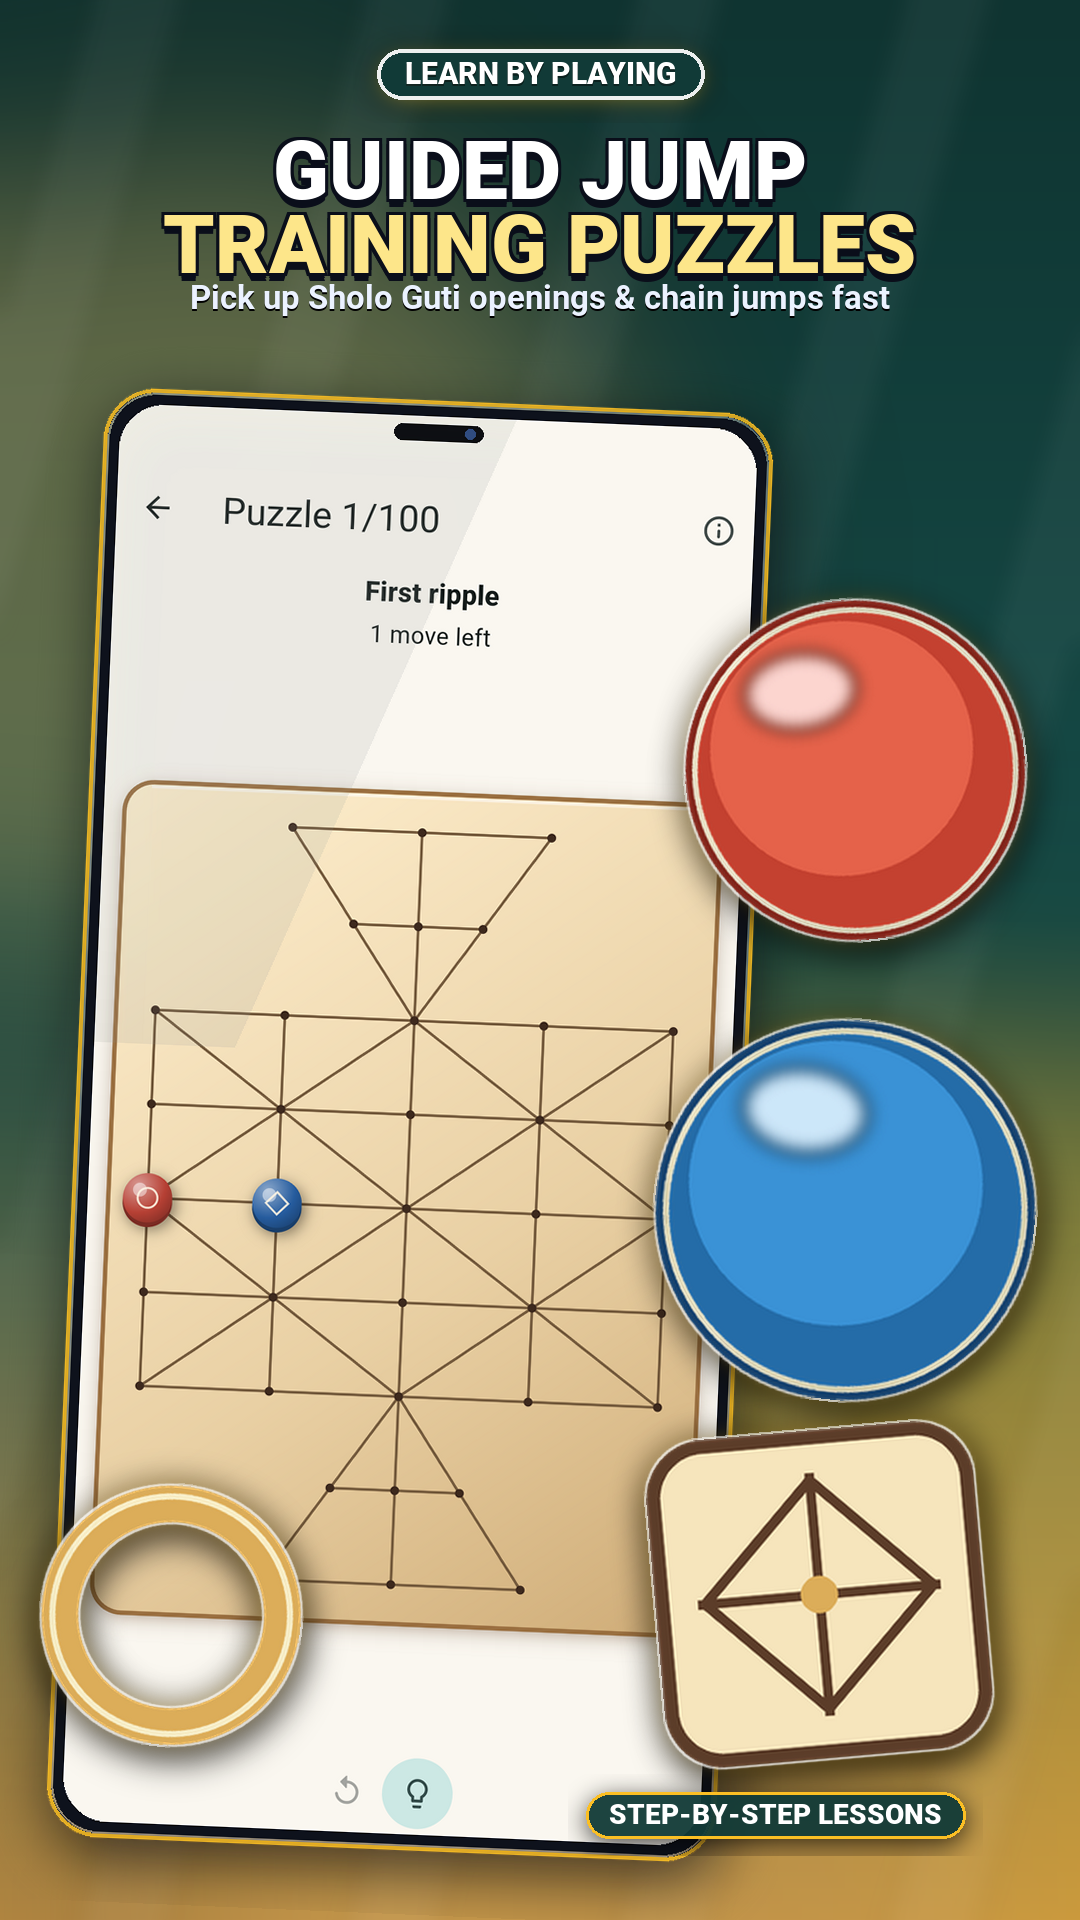 LEARN BY PLAYING
GUIDED JUMP
TRAINING PUZZLES
Pick up Sholo Guti openings & chain jumps fast
Puzzle 1/100
First ripple
1 move left
STEP-BY-STEP LESSONS